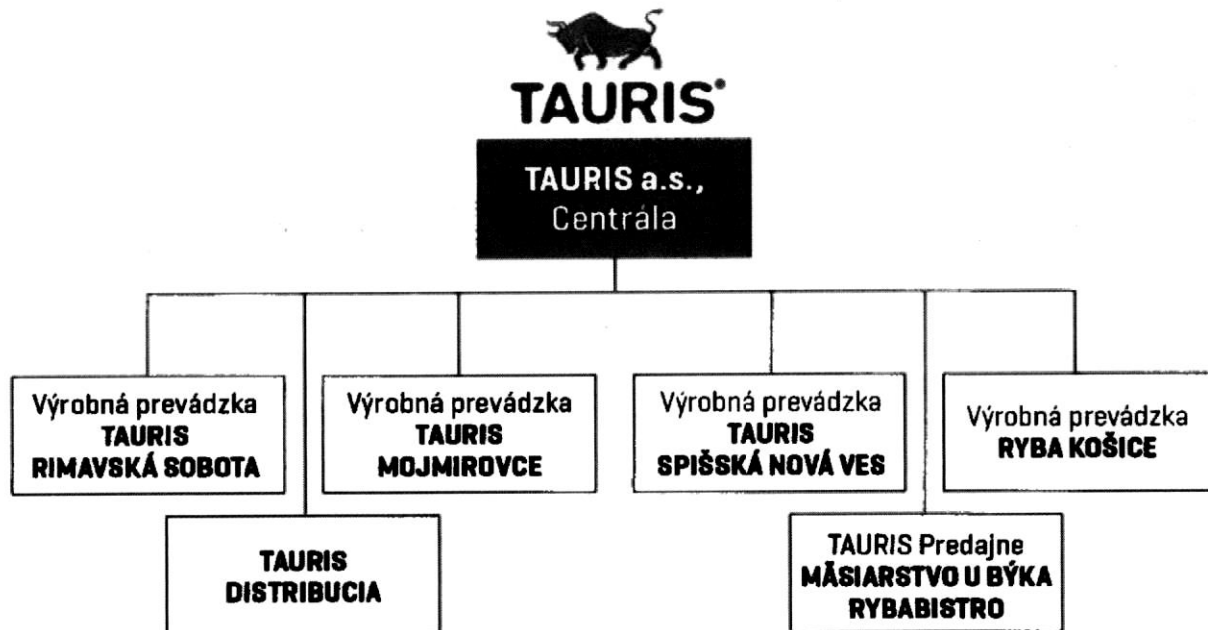 TAURIS®
TAURIS a.s.,
Centrála
Výrobná prevádzka
TAURIS
RIMAVSKÁ SOBOTA
Výrobná prevádzka
TAURIS
MOJMIROVCE
Výrobná prevádzka
TAURIS
SPIŠSKÁ NOVÁ VES
Výrobná prevádzka
RYBA KOŠICE
TAURIS
DISTRIBUCIA
TAURIS Predajne
MÄSIARSTVO U BÝKA
RYBABISTRO